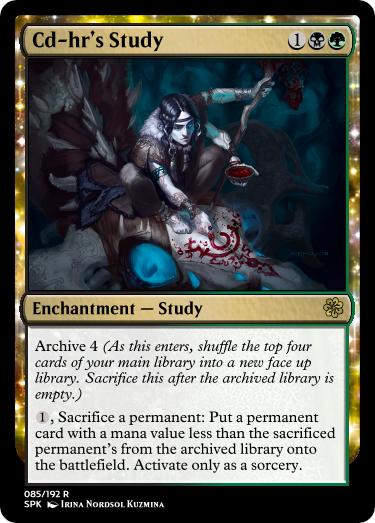 Cd-hr's Study 1
Enchantment — Study
Archive 4 (As this enters, shuffle the top four
cards of your main library into a new face up
library. Sacrifice this after the archived library is
empty.)
1, Sacrifice a permanent: Put a permanent
card with a mana value less than the sacrificed
permanent's from the archived library onto
the battlefield. Activate only as a sorcery.
085/192 R
SPK Irina Nordsol Kuzmina